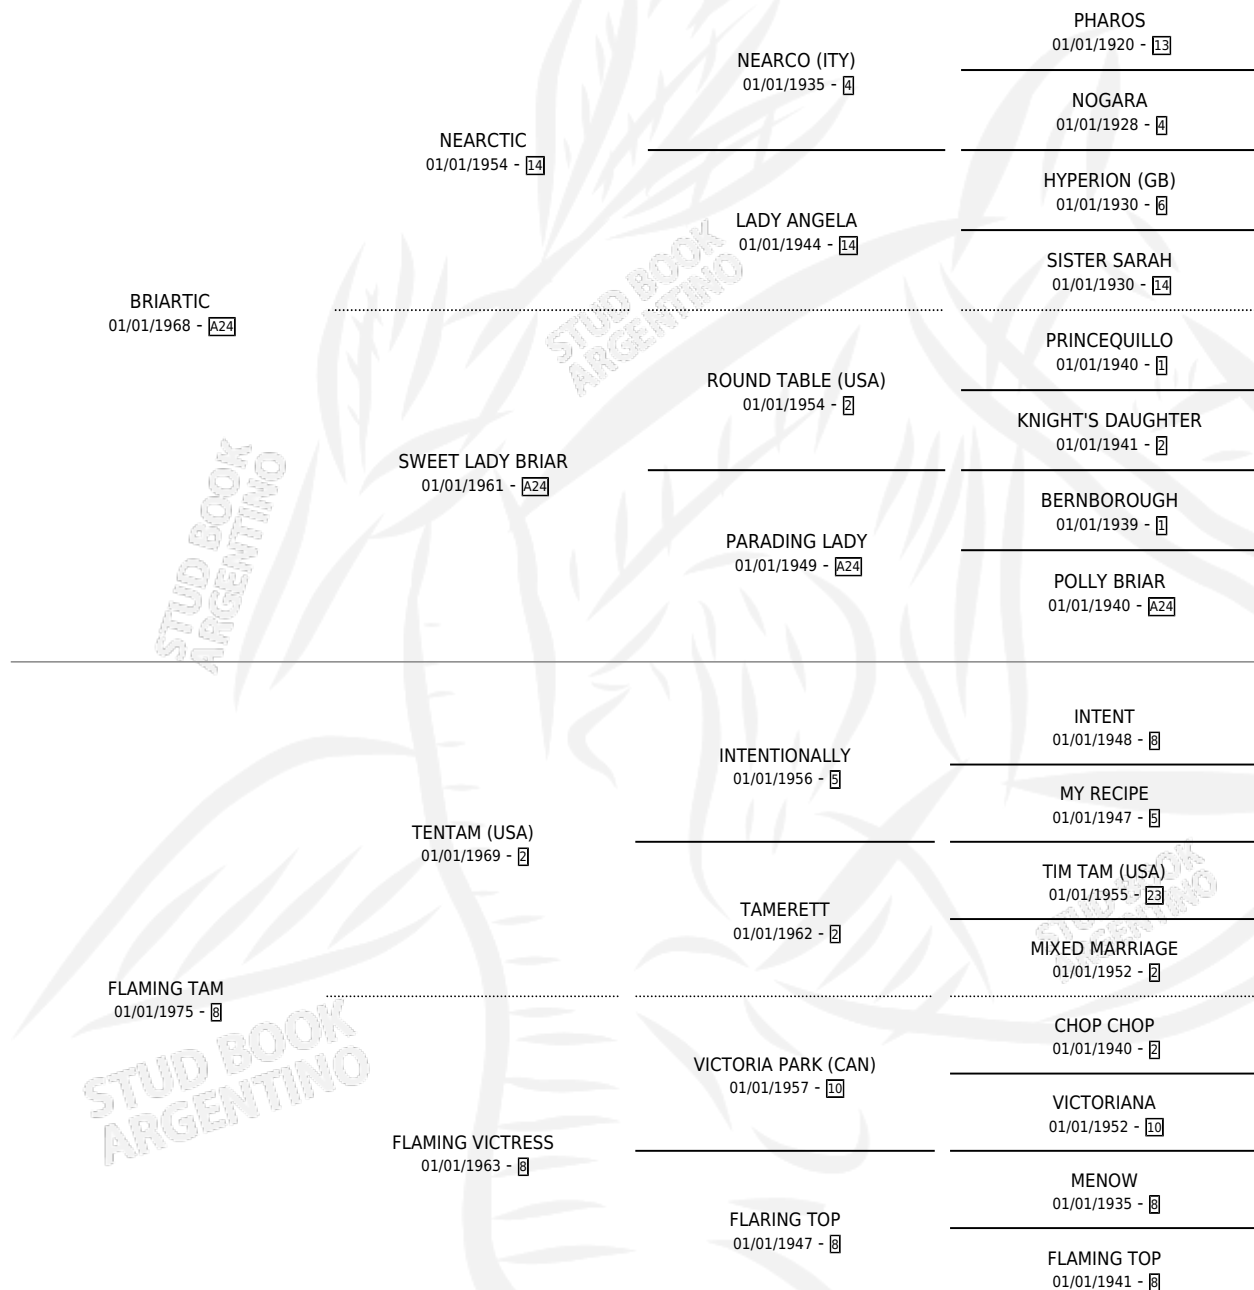 PHAROS
01/01/1920 - 13
NEARCO (ITY)
01/01/1935 - 4
NOGARA
01/01/1928 - 4
NEARCTIC
01/01/1954 - 14
HYPERION (GB)
01/01/1930 - 6
LADY ANGELA
01/01/1944 - 14
SISTER SARAH
01/01/1930 - 14
BRIARTIC
01/01/1968 - A24
STUD BOOK
ARGENTINO
PRINCEQUILLO
01/01/1940 - 1
ROUND TABLE (USA)
01/01/1954 - 2
KNIGHT'S DAUGHTER
01/01/1941 - 2
SWEET LADY BRIAR
01/01/1961 - A24
BERNBOROUGH
01/01/1939 - 1
PARADING LADY
01/01/1949 - A24
POLLY BRIAR
01/01/1940 - A24
STUD BOOK
ARGENTINO
INTENT
01/01/1948 - 8
INTENTIONALLY
01/01/1956 - 5
MY RECIPE
01/01/1947 - 5
TENTAM (USA)
01/01/1969 - 2
TIM TAM (USA)
01/01/1955 - 23
STUD BOOK
ARGENTINO
TAMERETT
01/01/1962 - 2
MIXED MARRIAGE
01/01/1952 - 2
FLAMING TAM
01/01/1975 - 8
STUD BOOK
ARGENTINO
CHOP CHOP
01/01/1940 - 2
VICTORIA PARK (CAN)
01/01/1957 - 10
VICTORIANA
01/01/1952 - 10
FLAMING VICTRESS
01/01/1963 - 8
MENOW
01/01/1935 - 8
FLARING TOP
01/01/1947 - 8
FLAMING TOP
01/01/1941 - 8